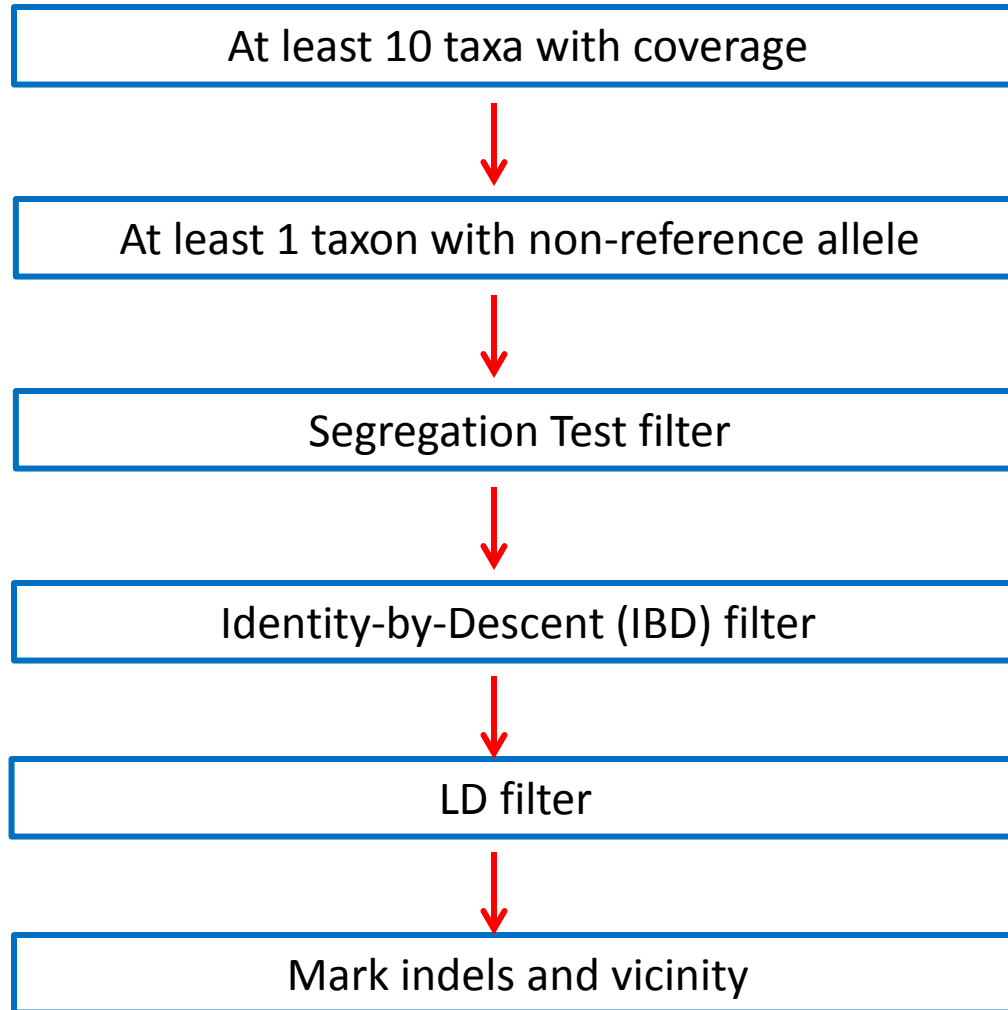 At least 10 taxa with coverage
At least 1 taxon with non-reference allele
Segregation Test filter
Identity-by-Descent (IBD) filter
LD filter
Mark indels and vicinity